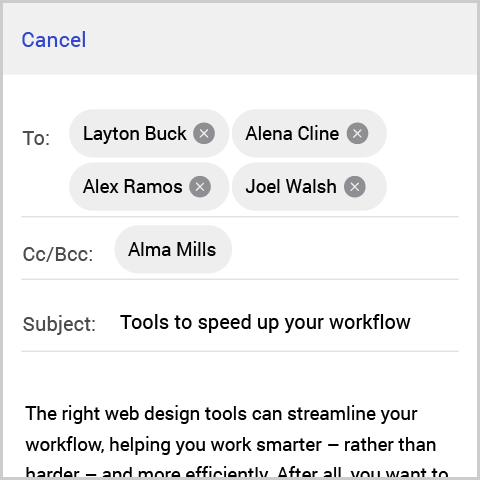 Cancel
To: Layton Buck Alena Cline
Alex Ramos Joel Walsh
Cc/Bcc: Alma Mills
Subject: Tools to speed up your workflow
The right web design tools can streamline your
workflow, helping you work smarter – rather than
harder – and more efficiently. After all, you want to